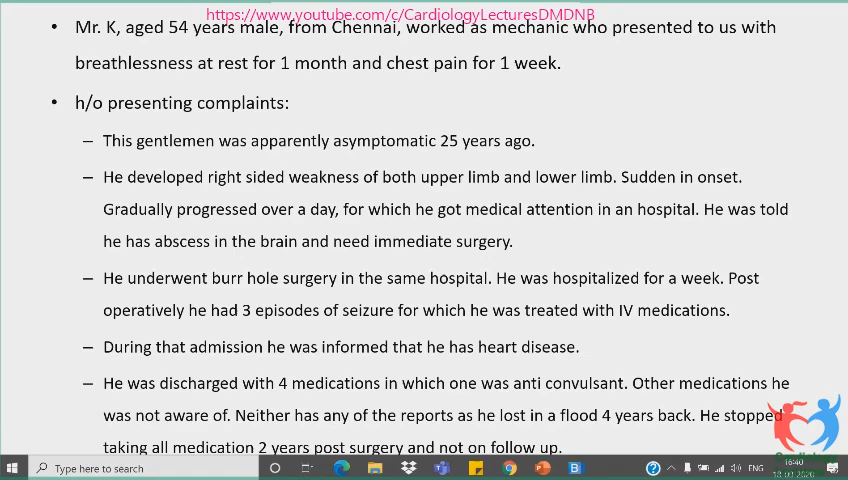 https://www.youtube.com/c/CardiologyLecturesDMDNB
• Mr. K, aged 54 years male, from Chennai, worked as mechanic who presented to us with
breathlessness at rest for 1 month and chest pain for 1 week.
• h/o presenting complaints:
– This gentlemen was apparently asymptomatic 25 years ago.
– He developed right sided weakness of both upper limb and lower limb. Sudden in onset.
Gradually progressed over a day, for which he got medical attention in an hospital. He was told
he has abscess in the brain and need immediate surgery.
– He underwent burr hole surgery in the same hospital. He was hospitalized for a week. Post
operatively he had 3 episodes of seizure for which he was treated with IV medications.
– During that admission he was informed that he has heart disease.
– He was discharged with 4 medications in which one was anti convulsant. Other medications he
was not aware of. Neither has any of the reports as he lost in a flood 4 years back. He stopped
taking all medication 2 years post surgery and not on follow up.
Type here to search
ENG
16:40
18-09-2020